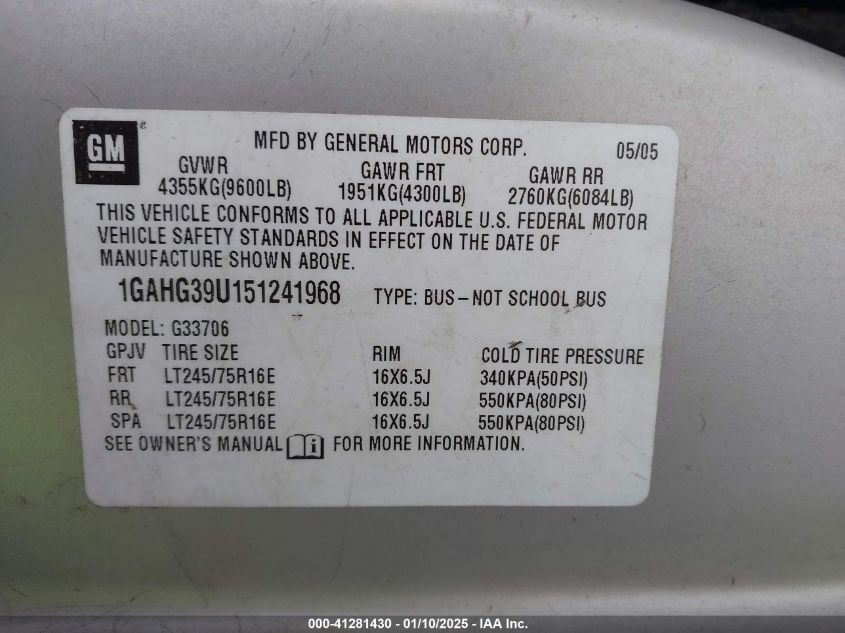 GM
MFD BY GENERAL MOTORS CORP. 05/05
GVWR GAWR FRT GAWR RR
4355KG(9600LB) 1951KG(4300LB) 2760KG(6084LB)
THIS VEHICLE CONFORMS TO ALL APPLICABLE U.S. FEDERAL MOTOR
VEHICLE SAFETY STANDARDS IN EFFECT ON THE DATE OF
MANUFACTURE SHOWN ABOVE.
1GAHG39U151241968 TYPE: BUS–NOT SCHOOL BUS
MODEL: G33706
GPJV TIRE SIZE RIM COLD TIRE PRESSURE
FRT LT245/75R16E 16X6.5J 340KPA(50PSI)
RR LT245/75R16E 16X6.5J 550KPA(80PSI)
SPA LT245/75R16E 16X6.5J 550KPA(80PSI)
SEE OWNER'S MANUAL i FOR MORE INFORMATION.
000-41281430 - 01/10/2025 - IAA Inc.